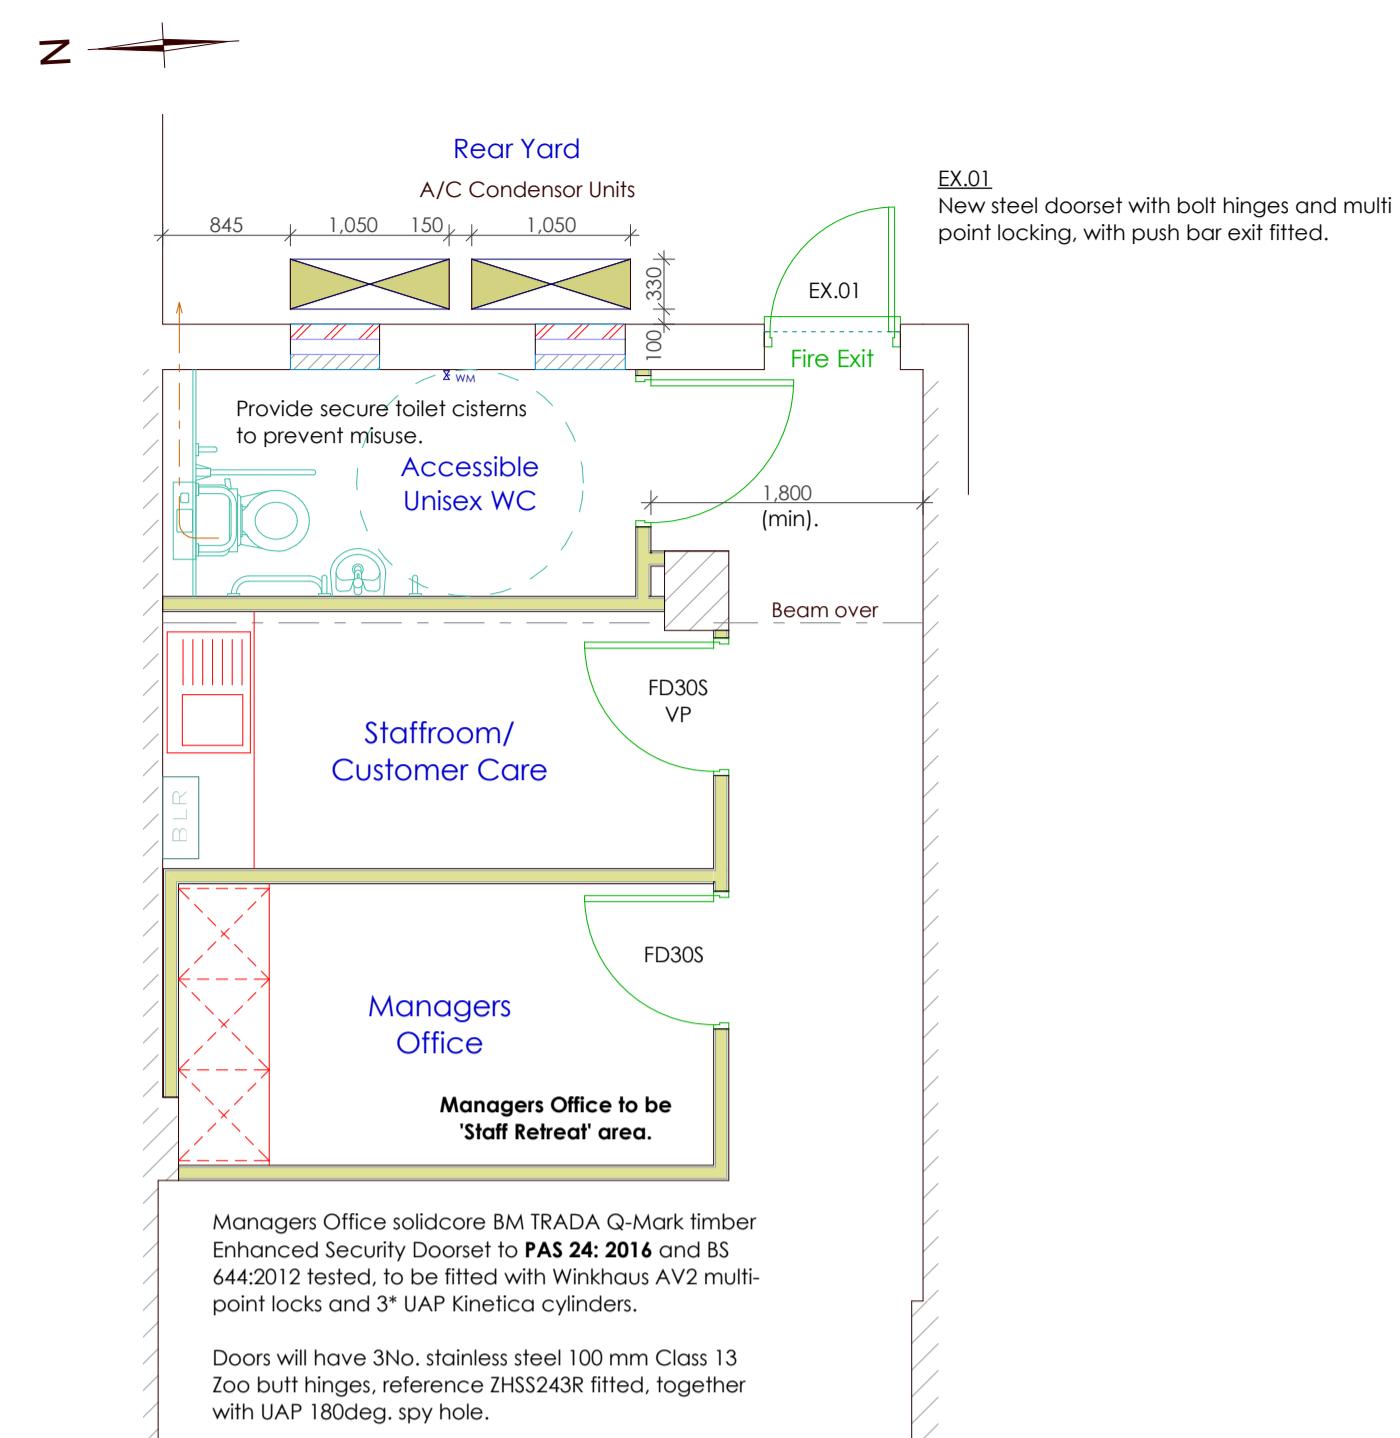 N
Rear Yard
A/C Condensor Units
845
1,050
150
1,050
330
100
EX.01
New steel doorset with bolt hinges and multi
point locking, with push bar exit fitted.
EX.01
Fire Exit
WM
Provide secure toilet cisterns
to prevent misuse.
Accessible
Unisex WC
1,800
(min).
Beam over
FD30S
VP
Staffroom/
Customer Care
BLR
FD30S
Managers
Office
Managers Office to be
'Staff Retreat' area.
Managers Office solidcore BM TRADA Q-Mark timber
Enhanced Security Doorset to PAS 24: 2016 and BS
644:2012 tested, to be fitted with Winkhaus AV2 multi-
point locks and 3* UAP Kinetica cylinders.
Doors will have 3No. stainless steel 100 mm Class 13
Zoo butt hinges, reference ZHSS243R fitted, together
with UAP 180deg. spy hole.